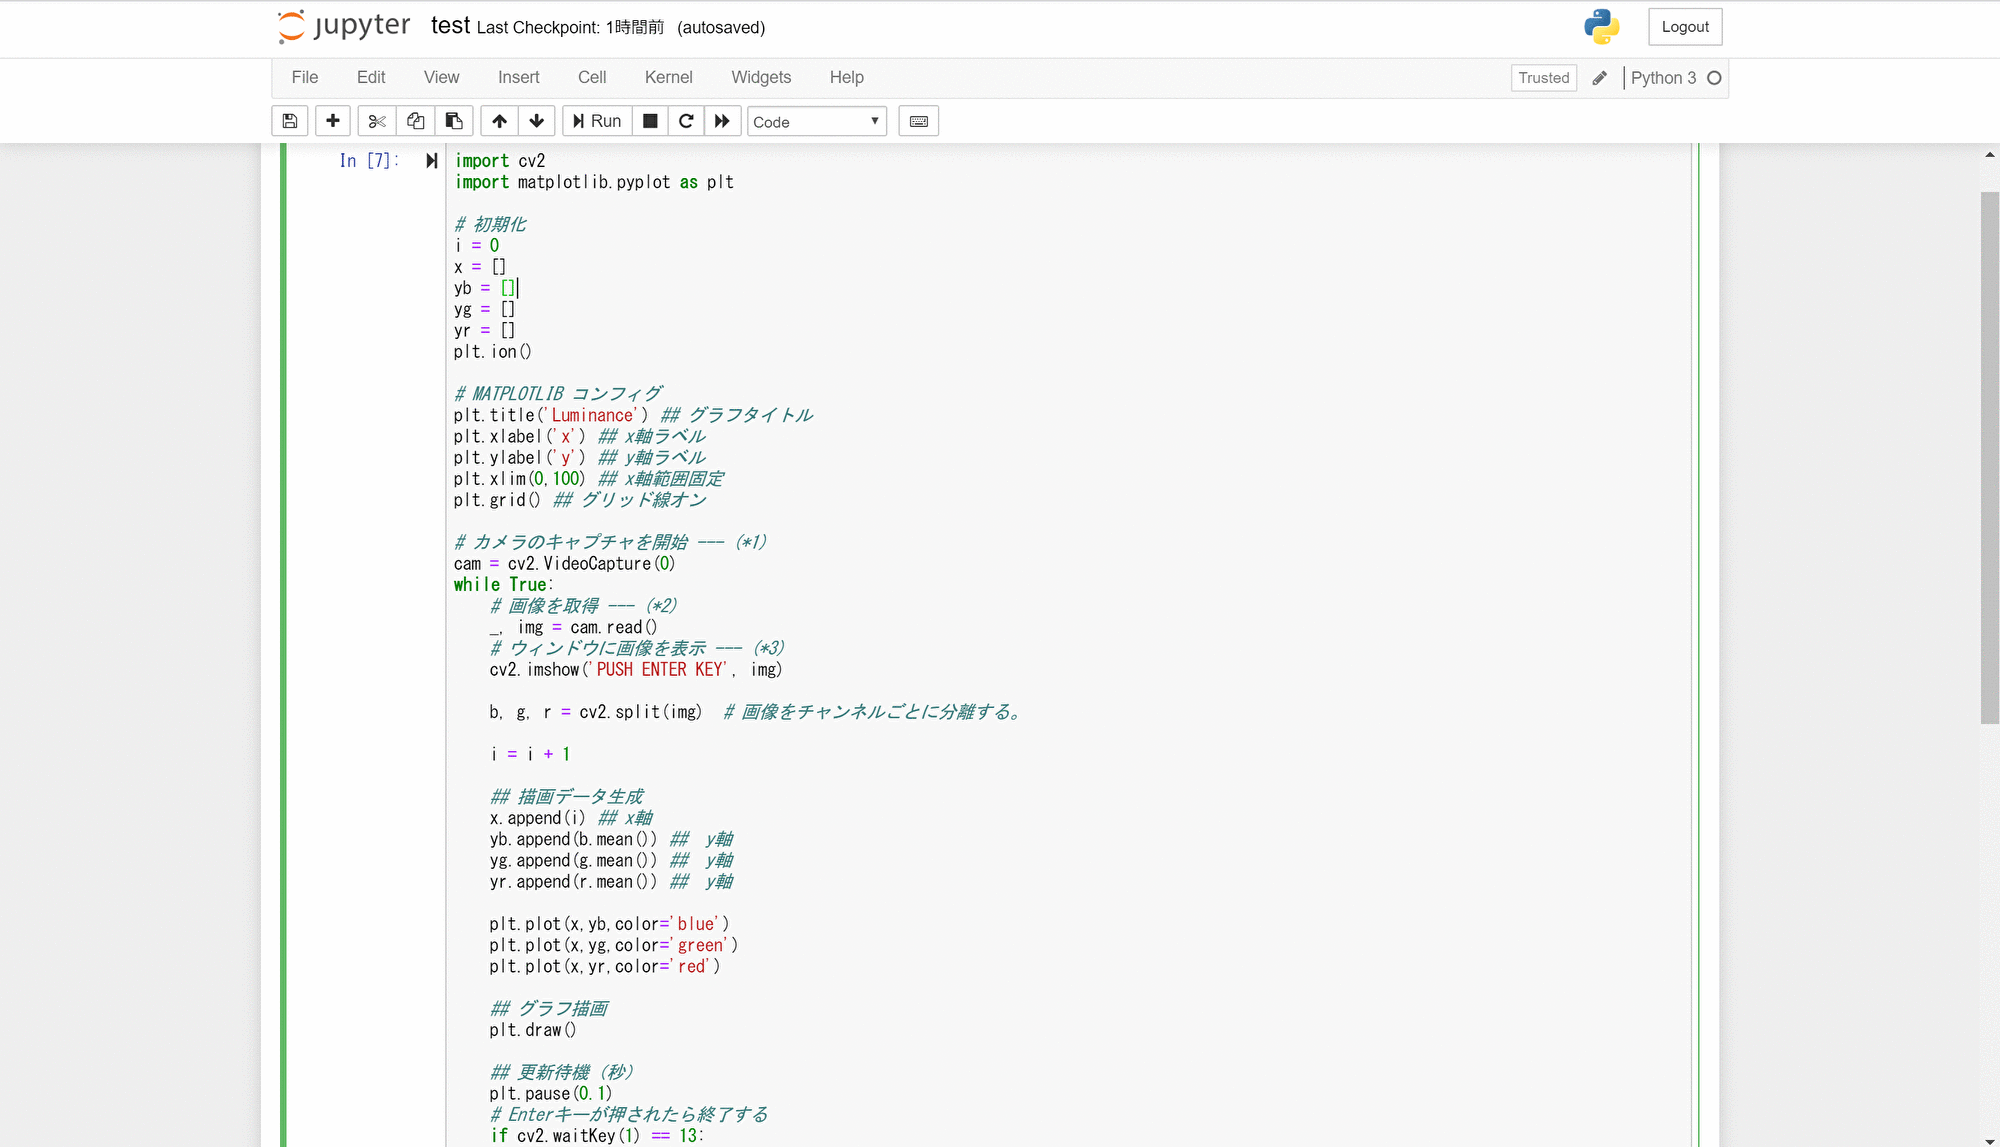 jupyter test Last Checkpoint: 1時間前 (autosaved) Logout
File Edit View Insert Cell Kernel Widgets Help Trusted Python 3
Run Code
In [7]: import cv2
import matplotlib.pyplot as plt
# 初期化
i = 0
x = []
yb = []
yg = []
yr = []
plt.ion()
# MATPLOTLIB コンフィグ
plt.title('Luminance') ## グラフタイトル
plt.xlabel('x') ## x軸ラベル
plt.ylabel('y') ## y軸ラベル
plt.xlim(0,100) ## x軸範囲固定
plt.grid() ## グリッド線オン
# カメラのキャプチャを開始 --- (*1)
cam = cv2.VideoCapture(0)
while True:
# 画像を取得 --- (*2)
_, img = cam.read()
# ウィンドウに画像を表示 --- (*3)
cv2.imshow('PUSH ENTER KEY', img)
b, g, r = cv2.split(img) # 画像をチャンネルごとに分離する。
i = i + 1
## 描画データ生成
x.append(i) ## x軸
yb.append(b.mean()) ## y軸
yg.append(g.mean()) ## y軸
yr.append(r.mean()) ## y軸
plt.plot(x,yb,color='blue')
plt.plot(x,yg,color='green')
plt.plot(x,yr,color='red')
## グラフ描画
plt.draw()
## 更新待機（秒）
plt.pause(0.1)
# Enterキーが押されたら終了する
if cv2.waitKey(1) == 13: